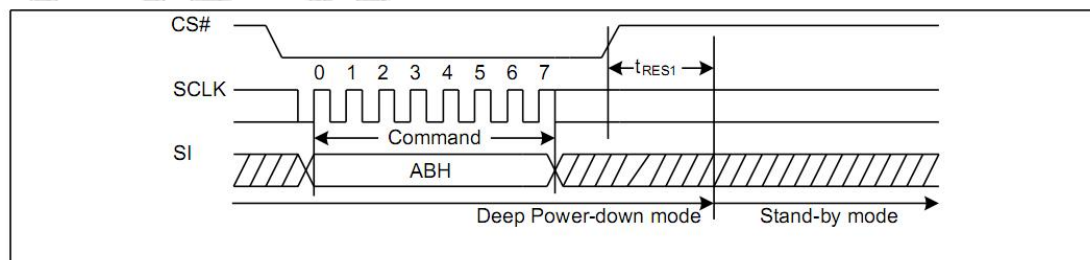 CS#
tRES1
0 1 2 3 4 5 6 7
SCLK
Command
SI
ABH
Deep Power-down mode Stand-by mode